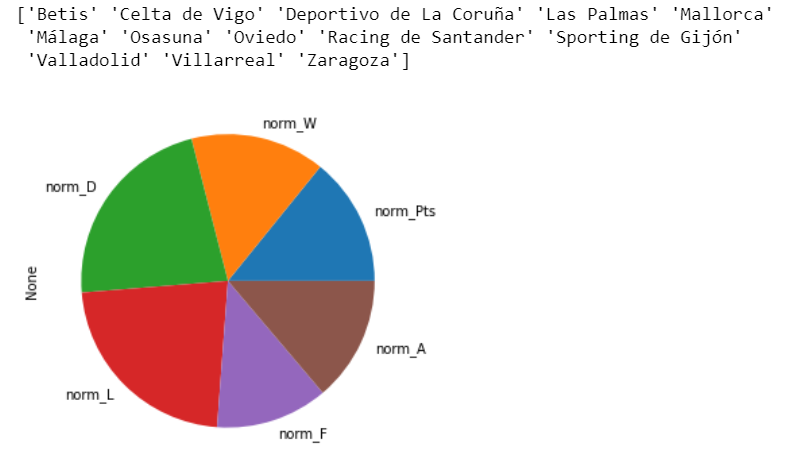 ['Betis' 'Celta de Vigo' 'Deportivo de La Coruña' 'Las Palmas' 'Mallorca'
'Málaga' 'Osasuna' 'Oviedo' 'Racing de Santander' 'Sporting de Gijón'
'Valladolid' 'Villarreal' 'Zaragoza']
norm_W
norm_D
norm_Pts
None
norm_A
norm_L
norm_F